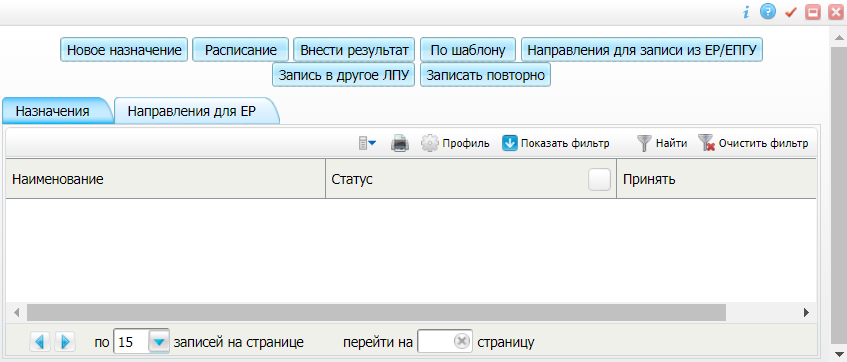 Новое назначение Расписание Внести результат По шаблону Направления для записи из ЕР/ЕПГУ
Запись в другое ЛПУ Записать повторно
Назначения Направления для ЕР
Профиль Показать фильтр Найти Очистить фильтр
Наименование Статус Принять
по 15 записей на странице перейти на страницу